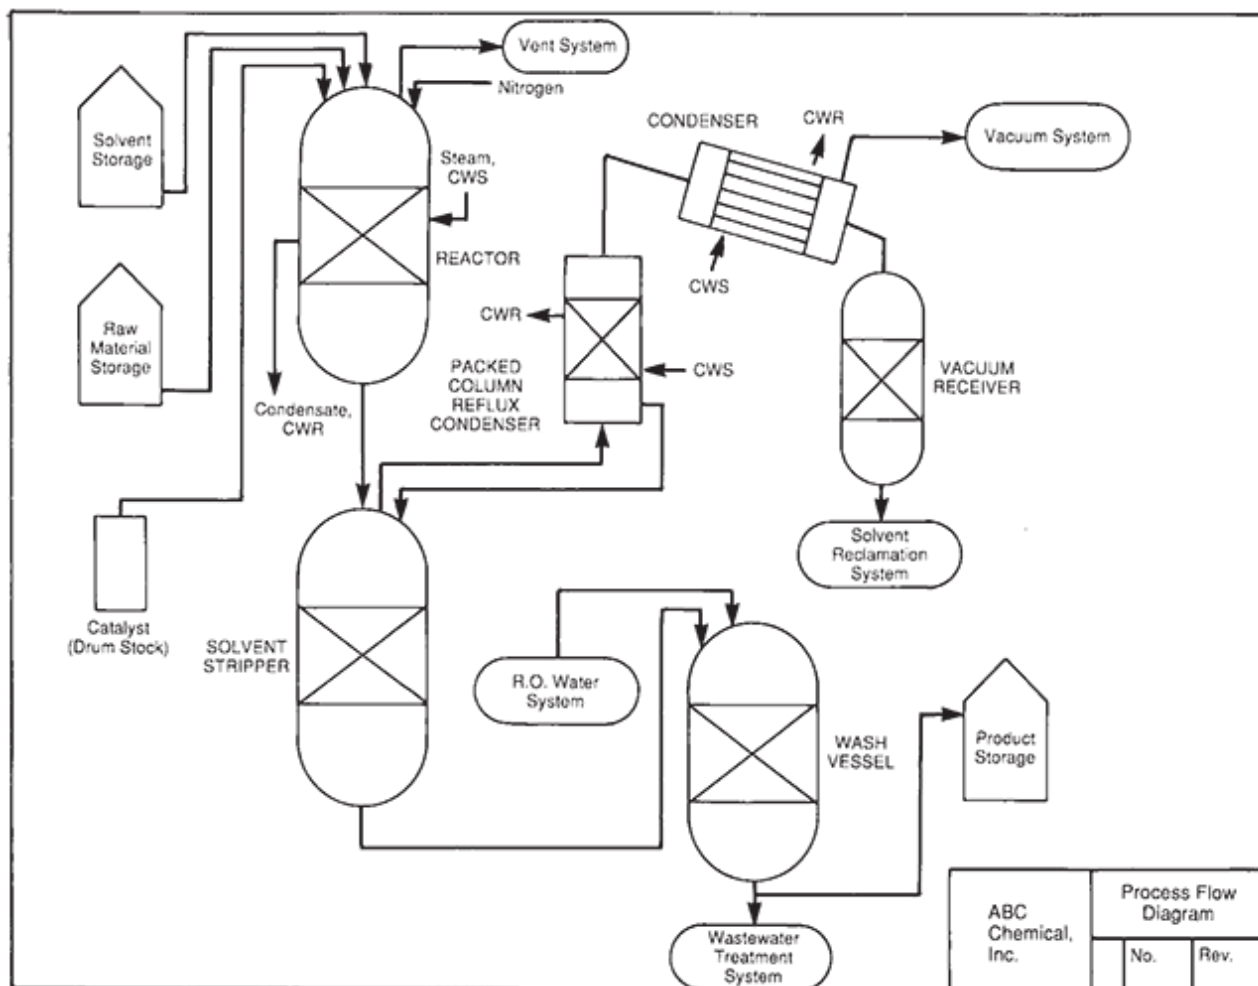 Vent System
Nitrogen
Solvent
Storage
Steam,
CWS
REACTOR
CONDENSER
CWR
Vacuum System
CWS
Raw
Material
Storage
Condensate,
CWR
CWR
CWS
PACKED
COLUMN
REFLUX
CONDENSER
VACUUM
RECEIVER
Solvent
Reclamation
System
Catalyst
(Drum Stock)
SOLVENT
STRIPPER
R.O. Water
System
WASH
VESSEL
Product
Storage
Wastewater
Treatment
System
ABC
Chemical,
Inc.
Process Flow
Diagram
No.
Rev.